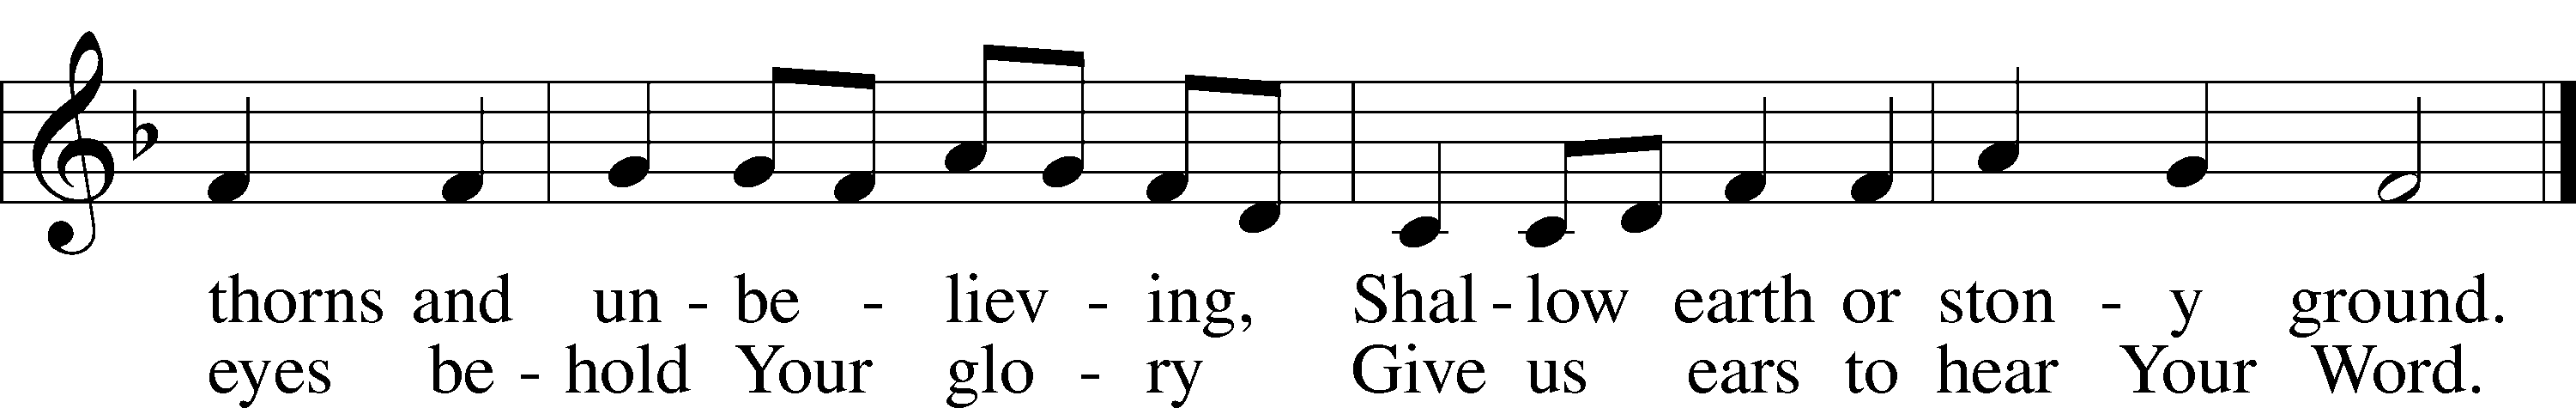 thorns and un - be - liev - ing, Shal - low earth or ston - y ground.
eyes be - hold Your glo - ry Give us ears to hear Your Word.